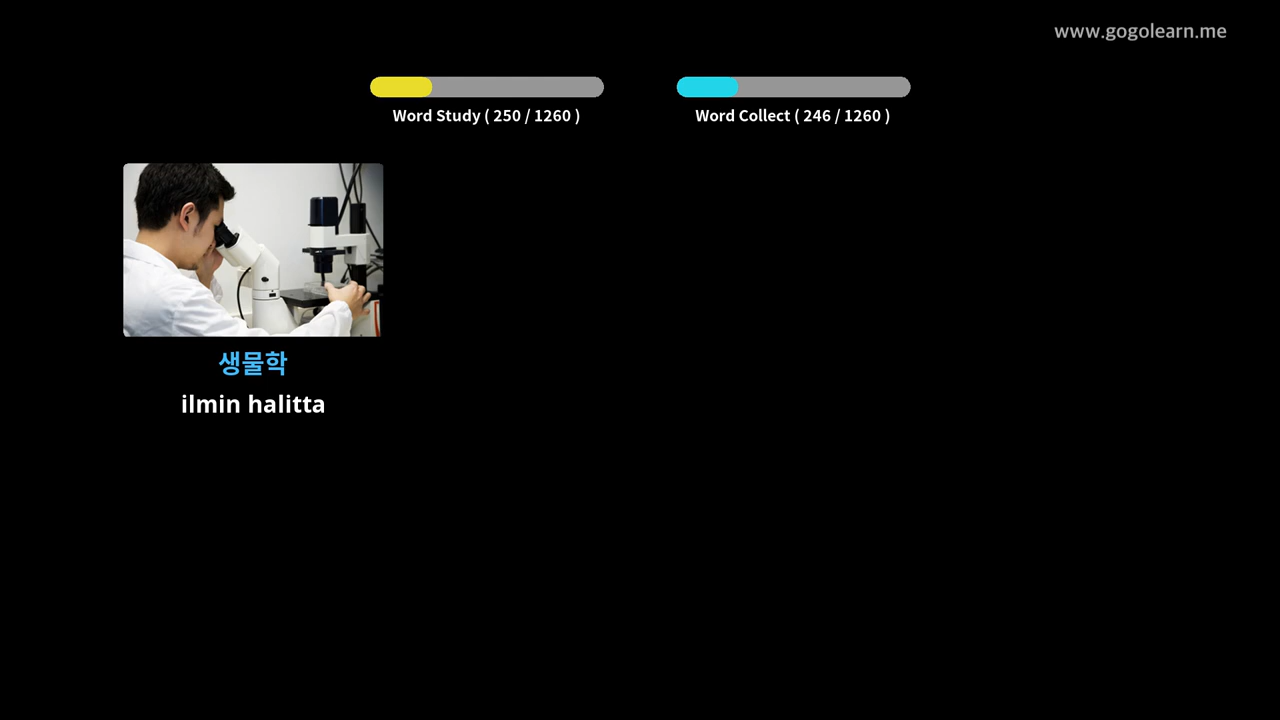 www.gogolearn.me
Word Study ( 250 / 1260 )
Word Collect ( 246 / 1260 )
생물학
ilmin halitta